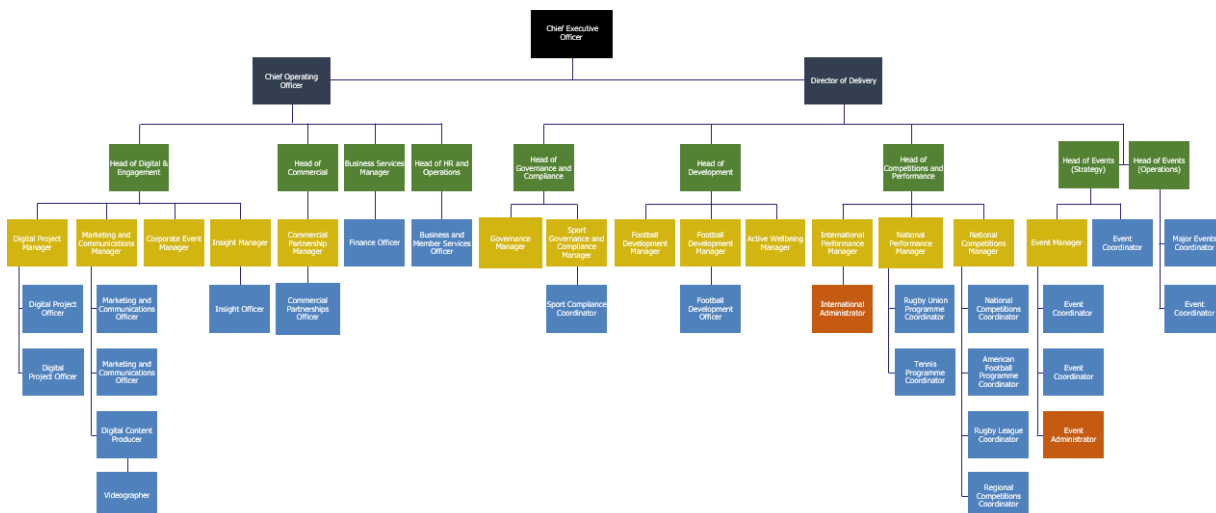 Chief Executive
Officer
Chief Operating
Officer
Director of Delivery
Head of Digital &
Engagement
Head of
Commercial
Business Services
Manager
Head of HR and
Operations
Head of
Governance and
Compliance
Head of
Development
Head of
Competitions and
Performance
Head of Events
(Strategy)
Head of Events
(Operations)
Digital Project
Manager
Marketing and
Communications
Manager
Corporate Event
Manager
Insight Manager
Commercial
Partnership
Manager
Finance Officer
Business and
Member Services
Officer
Governance
Manager
Sport
Governance and
Compliance
Manager
Football
Development
Manager
Football
Development
Manager
Active Wellbeing
Manager
International
Performance
Manager
National
Performance
Manager
National
Competitions
Manager
Event Manager
Event
Coordinator
Major Events
Coordinator
Digital Project
Officer
Marketing and
Communications
Officer
Insight Officer
Commercial
Partnerships
Officer
Sport Compliance
Coordinator
Football
Development
Officer
International
Administrator
Rugby Union
Programme
Coordinator
National
Competitions
Coordinator
Event
Coordinator
Event
Coordinator
Digital
Project Officer
Marketing and
Communications
Officer
Tennis
Programme
Coordinator
American
Football
Programme
Coordinator
Event
Coordinator
Digital Content
Producer
Rugby League
Coordinator
Event
Administrator
Videographer
Regional
Competitions
Coordinator